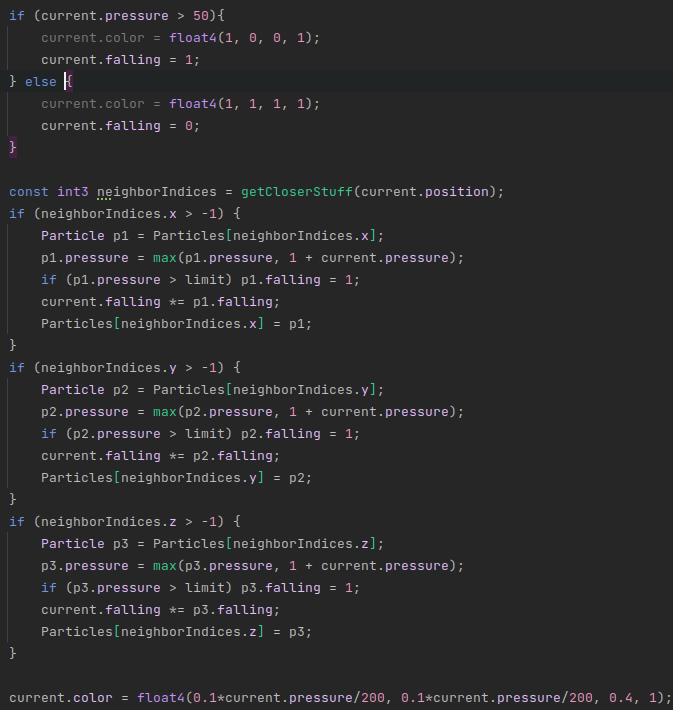 if (current.pressure > 50){
    current.color = float4(1, 0, 0, 1);
    current.falling = 1;
} else {
    current.color = float4(1, 1, 1, 1);
    current.falling = 0;
}

const int3 neighborIndices = getCloserStuff(current.position);
if (neighborIndices.x > -1) {
    Particle p1 = Particles[neighborIndices.x];
    p1.pressure = max(p1.pressure, 1 + current.pressure);
    if (p1.pressure > limit) p1.falling = 1;
    current.falling *= p1.falling;
    Particles[neighborIndices.x] = p1;
}
if (neighborIndices.y > -1) {
    Particle p2 = Particles[neighborIndices.y];
    p2.pressure = max(p2.pressure, 1 + current.pressure);
    if (p2.pressure > limit) p2.falling = 1;
    current.falling *= p2.falling;
    Particles[neighborIndices.y] = p2;
}
if (neighborIndices.z > -1) {
    Particle p3 = Particles[neighborIndices.z];
    p3.pressure = max(p3.pressure, 1 + current.pressure);
    if (p3.pressure > limit) p3.falling = 1;
    current.falling *= p3.falling;
    Particles[neighborIndices.z] = p3;
}

current.color = float4(0.1*current.pressure/200, 0.1*current.pressure/200, 0.4, 1);